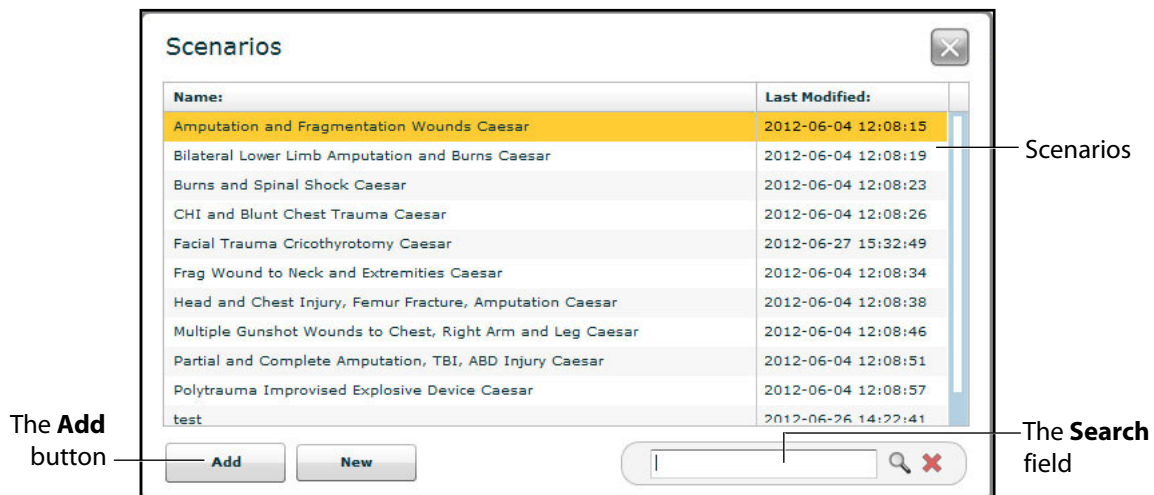 Scenarios
Name: Last Modified:
Amputation and Fragmentation Wounds Caesar 2012-06-04 12:08:15
Bilateral Lower Limb Amputation and Burns Caesar 2012-06-04 12:08:19
Scenarios
Burns and Spinal Shock Caesar 2012-06-04 12:08:23
CHI and Blunt Chest Trauma Caesar 2012-06-04 12:08:26
Facial Trauma Cricothyrotomy Caesar 2012-06-27 15:32:49
Frag Wound to Neck and Extremities Caesar 2012-06-04 12:08:34
Head and Chest Injury, Femur Fracture, Amputation Caesar 2012-06-04 12:08:38
Multiple Gunshot Wounds to Chest, Right Arm and Leg Caesar 2012-06-04 12:08:46
Partial and Complete Amputation, TBI, ABD Injury Caesar 2012-06-04 12:08:51
Polytrauma Improvised Explosive Device Caesar 2012-06-04 12:08:57
test 2012-06-26 14:22:41
The Add
button
Add New
The Search
field